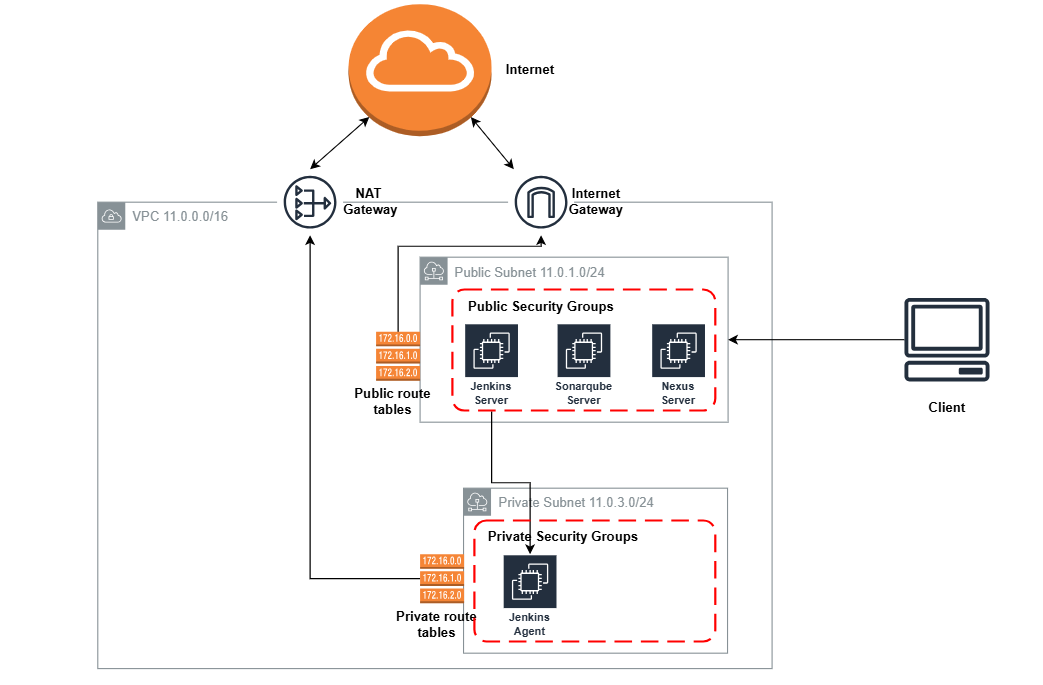 Internet
NAT
Gateway
Internet
Gateway
VPC 11.0.0.0/16
Public Subnet 11.0.1.0/24
Public Security Groups
172.16.0.0
172.16.1.0
172.16.2.0
Public route
tables
Jenkins
Server
Sonarqube
Server
Nexus
Server
Client
Private Subnet 11.0.3.0/24
Private Security Groups
172.16.0.0
172.16.1.0
172.16.2.0
Private route
tables
Jenkins
Agent